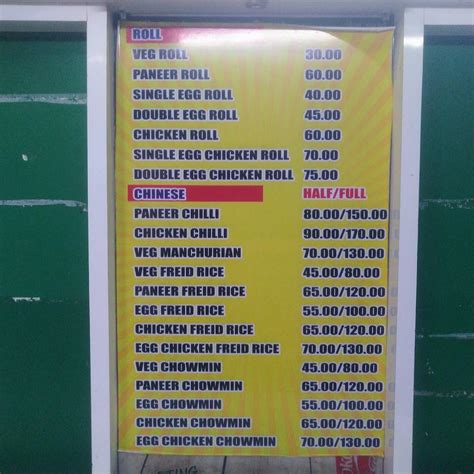 ROLL
VEG ROLL 30.00
PANEER ROLL 60.00
SINGLE EGG ROLL 40.00
DOUBLE EGG ROLL 45.00
CHICKEN ROLL 60.00
SINGLE EGG CHICKEN ROLL 70.00
DOUBLE EGG CHICKEN ROLL 75.00
CHINESE HALF/FULL
PANEER CHILLI 80.00/150.00
CHICKEN CHILLI 90.00/170.00
VEG MANCHURIAN 70.00/130.00
VEG FREID RICE 45.00/80.00
PANEER FREID RICE 65.00/120.00
EGG FREID RICE 55.00/100.00
CHICKEN FREID RICE 65.00/120.00
EGG CHICKEN FREID RICE 70.00/130.00
VEG CHOWMIN 45.00/80.00
PANEER CHOWMIN 65.00/120.00
EGG CHOWMIN 55.00/100.00
CHICKEN CHOWMIN 65.00/120.00
EGG CHICKEN CHOWMIN 70.00/130.00